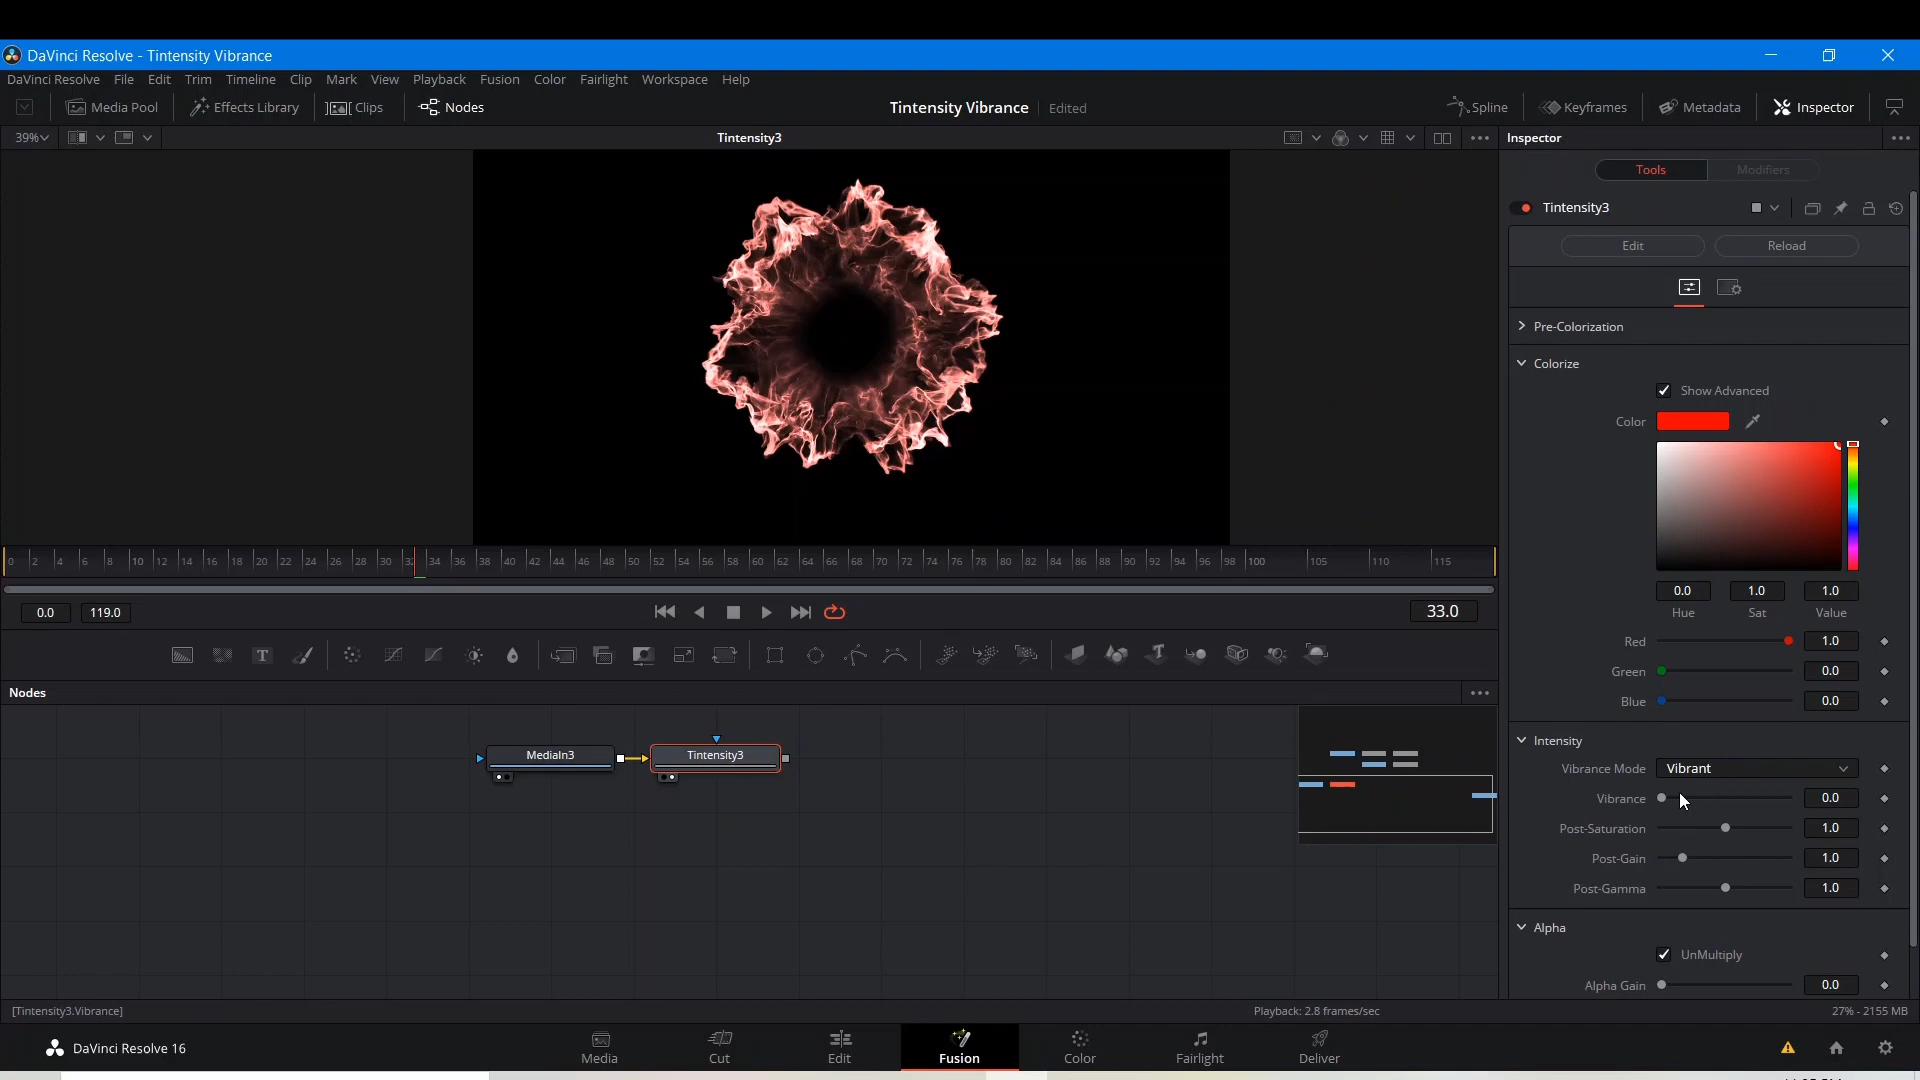 DaVinci Resolve - Tintensity Vibrance
DaVinci Resolve File Edit Trim Timeline Clip Mark View Playback Fusion Color Fairlight Workspace Help
Media Pool Effects Library Clips Nodes Tintensity Vibrance Edited Spline Keyframes Metadata Inspector
39% Tintensity3 Inspector
Tools Modifiers
Tintensity3
Edit Reload
Pre-Colorization
Colorize
Show Advanced
Color
0.0 1.0 1.0
Hue Sat Value
Red 1.0
Green 0.0
Blue 0.0
Intensity
Vibrance Mode Vibrant
Vibrance 0.0
Post-Saturation 1.0
Post-Gain 1.0
Post-Gamma 1.0
Alpha
UnMultiply
Alpha Gain 0.0
0 2 4 6 8 10 12 14 16 18 20 22 24 26 28 30 34 36 38 40 42 44 46 48 50 52 54 56 58 60 62 64 66 68 70 72 74 76 78 80 82 84 86 88 90 92 94 96 98 100 105 110 115
0.0 119.0 33.0
T T
Nodes
MediaIn3 Tintensity3
[Tintensity3.Vibrance] Playback: 2.8 frames/sec 27% - 2155 MB
DaVinci Resolve 16 Media Cut Edit Fusion Color Fairlight Deliver